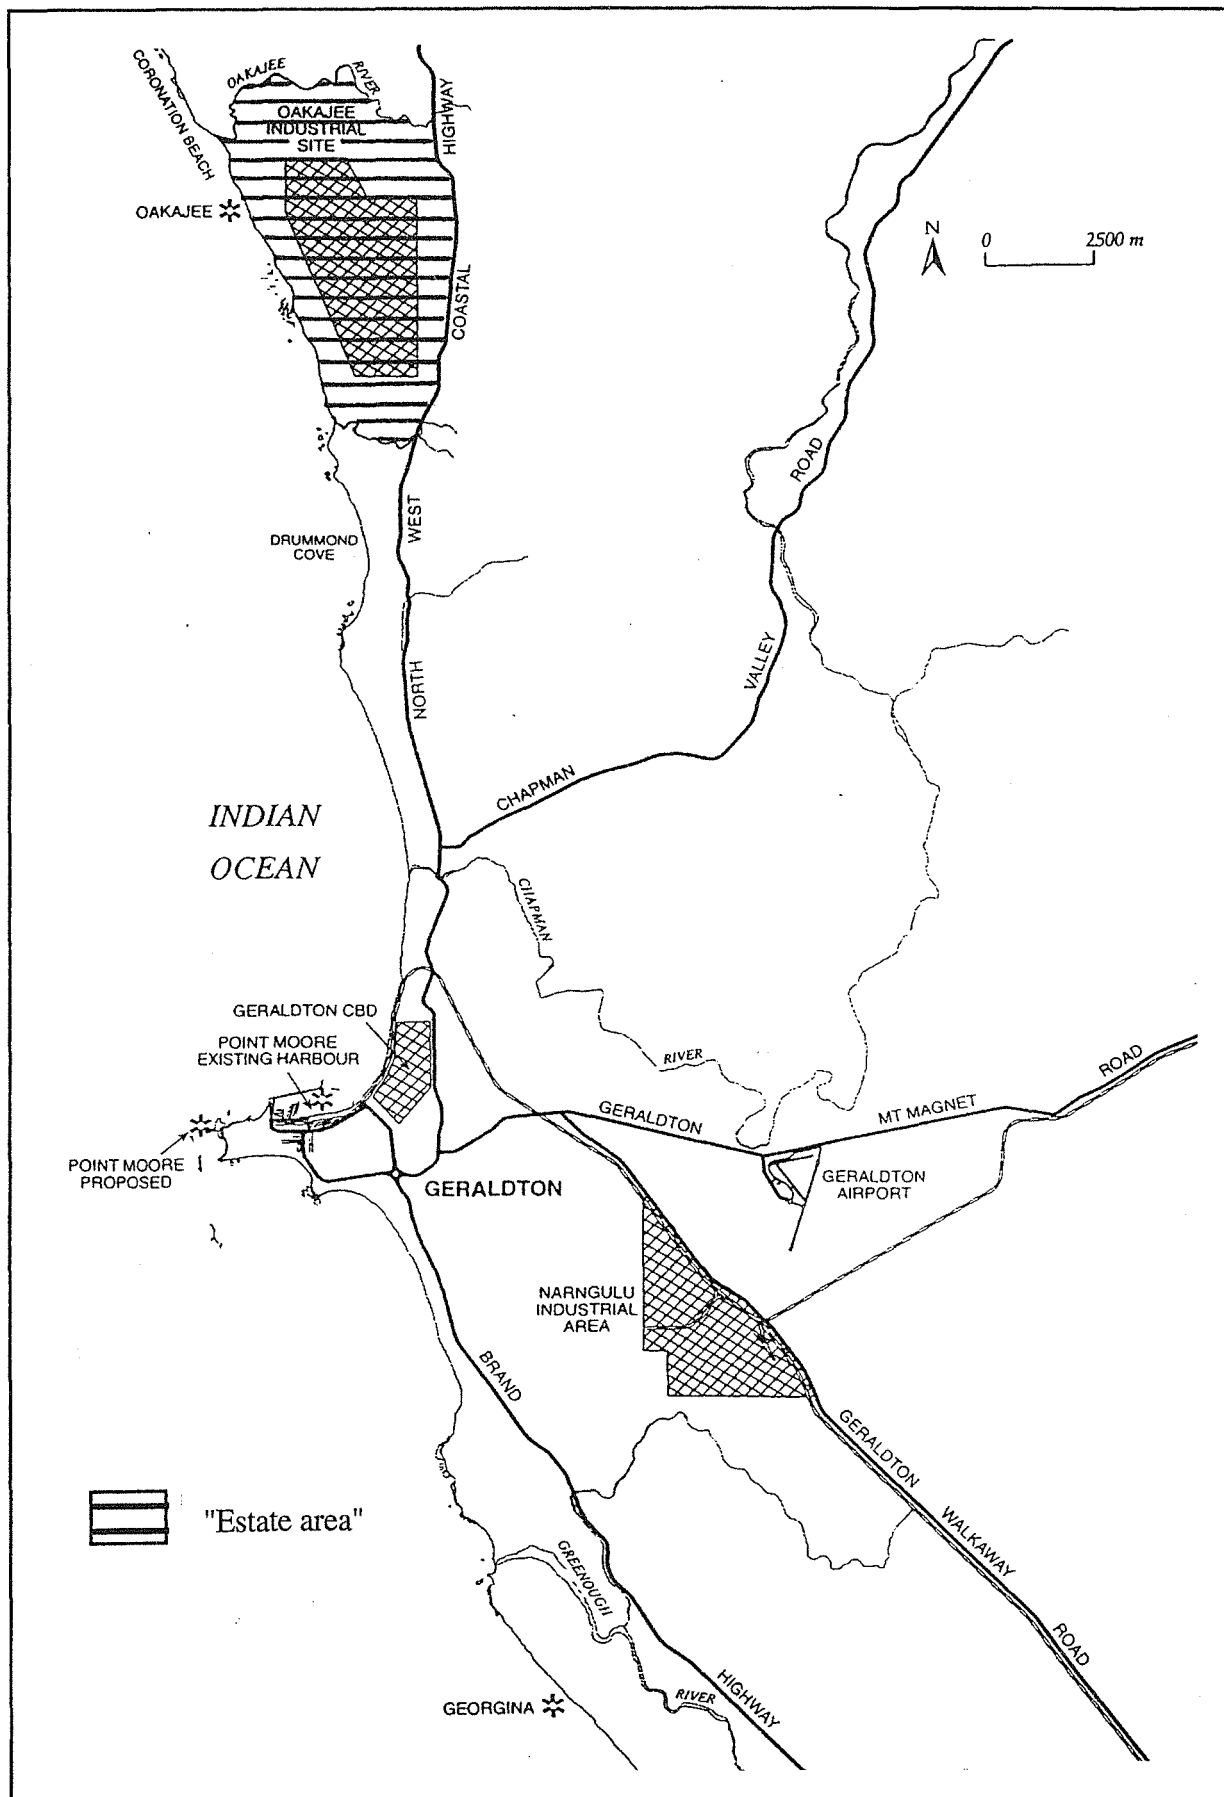 CORONATION BEACH
OAKAJEE
RIVER
OAKAJEE
INDUSTRIAL
SITE
HIGHWAY
OAKAJEE
N
0 2500 m
COASTAL
ROAD
WEST
DRUMMOND
COVE
VALLEY
NORTH
CHAPMAN
INDIAN
OCEAN
CHAPMAN
GERALDTON CBD
POINT MOORE
EXISTING HARBOUR
RIVER
ROAD
GERALDTON
MT MAGNET
POINT MOORE
PROPOSED
GERALDTON
GERALDTON
AIRPORT
NARNGULU
INDUSTRIAL
AREA
BRAND
GERALDTON
"Estate area"
WALKAWAY
GREENOUGH
ROAD
RIVER
HIGHWAY
GEORGINA